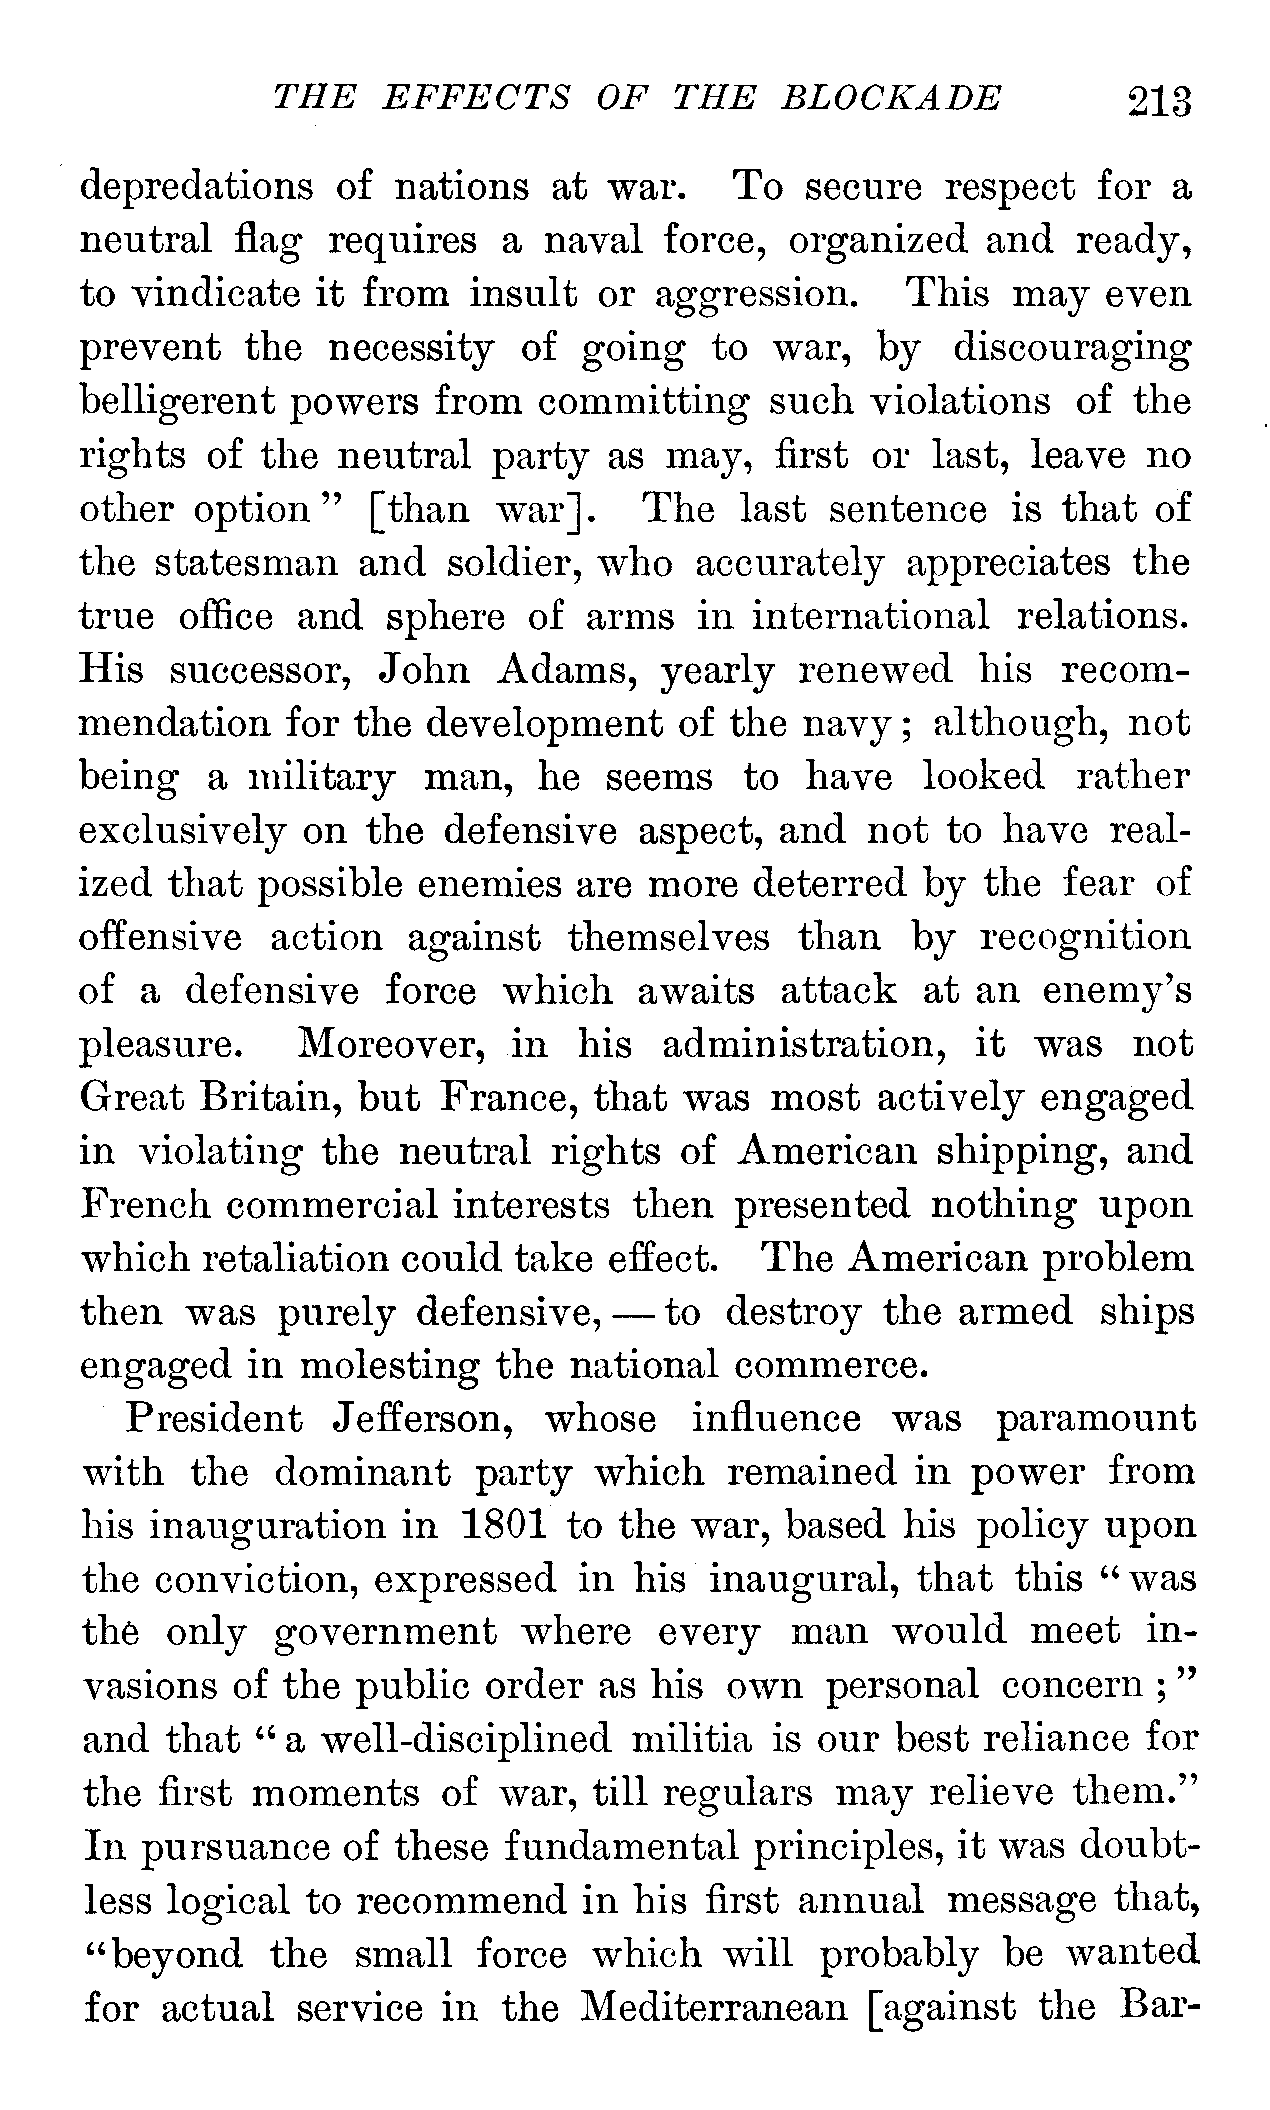 THE EFFECTS OF THE BLOCKADE 213
depredations of nations at war. To secure respect for a
neutral flag requires a naval force, organized and ready,
to vindicate it from insult or aggression. This may even
prevent the necessity of going to war, by discouraging
belligerent powers from committing such violations of the
rights of the neutral party as may, first or last, leave no
other option ” [than war]. The last sentence is that of
the statesman and soldier, who accurately appreciates the
true office and sphere of arms in international relations.
His successor, John Adams, yearly renewed his recom-
mendation for the development of the navy ; although, not
being a military man, he seems to have looked rather
exclusively on the defensive aspect, and not to have real-
ized that possible enemies are more deterred by the fear of
offensive action against themselves than by recognition
of a defensive force which awaits attack at an enemy’s
pleasure. Moreover, in his administration, it was not
Great Britain, but France, that was most actively engaged
in violating the neutral rights of American shipping, and
French commercial interests then presented nothing upon
which retaliation could take effect. The American problem
then was purely defensive, — to destroy the armed ships
engaged in molesting the national commerce.
President Jefferson, whose influence was paramount
with the dominant party which remained in power from
his inauguration in 1801 to the war, based his policy upon
the conviction, expressed in his inaugural, that this “ was
the only government where every man would meet in-
vasions of the public order as his own personal concern ; ”
and that “ a well-disciplined militia is our best reliance for
the first moments of war, till regulars may relieve them.”
In pursuance of these fundamental principles, it was doubt-
less logical to recommend in his first annual message that,
“beyond the small force which will probably be wanted
for actual service in the Mediterranean [against the Bar-